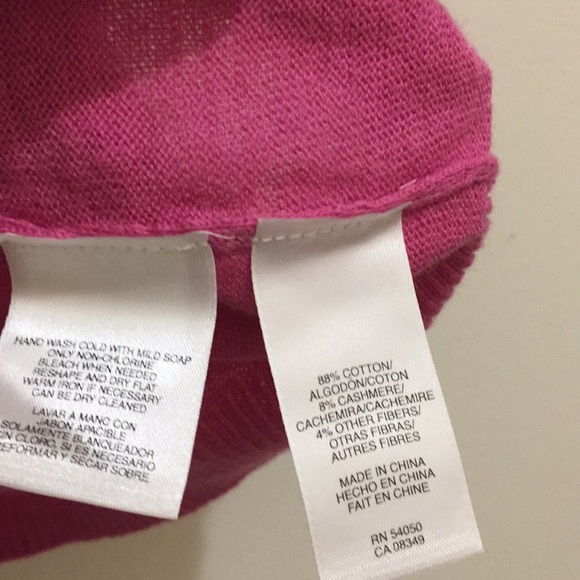 HAND WASH COLD WITH MILD SOAP
ONLY NON-CHLORINE
BLEACH WHEN NEEDED
RESHAPE AND DRY FLAT
WARM IRON IF NECESSARY
CAN BE DRY CLEANED
LAVAR A MANO CON
JABON APACIBLE
SOLAMENTE BLANQUEADOR
CLORO, SI ES NECESARIO
REFORMAR Y SECAR SOBRE
88% COTTON/
ALGODÓN/COTON
8% CASHMERE/
CACHEMIRA/CACHEMIRE
4% OTHER FIBERS/
OTRAS FIBRAS/
AUTRES FIBRES
MADE IN CHINA
HECHO EN CHINA
FAIT EN CHINE
RN 54050
CA 08349